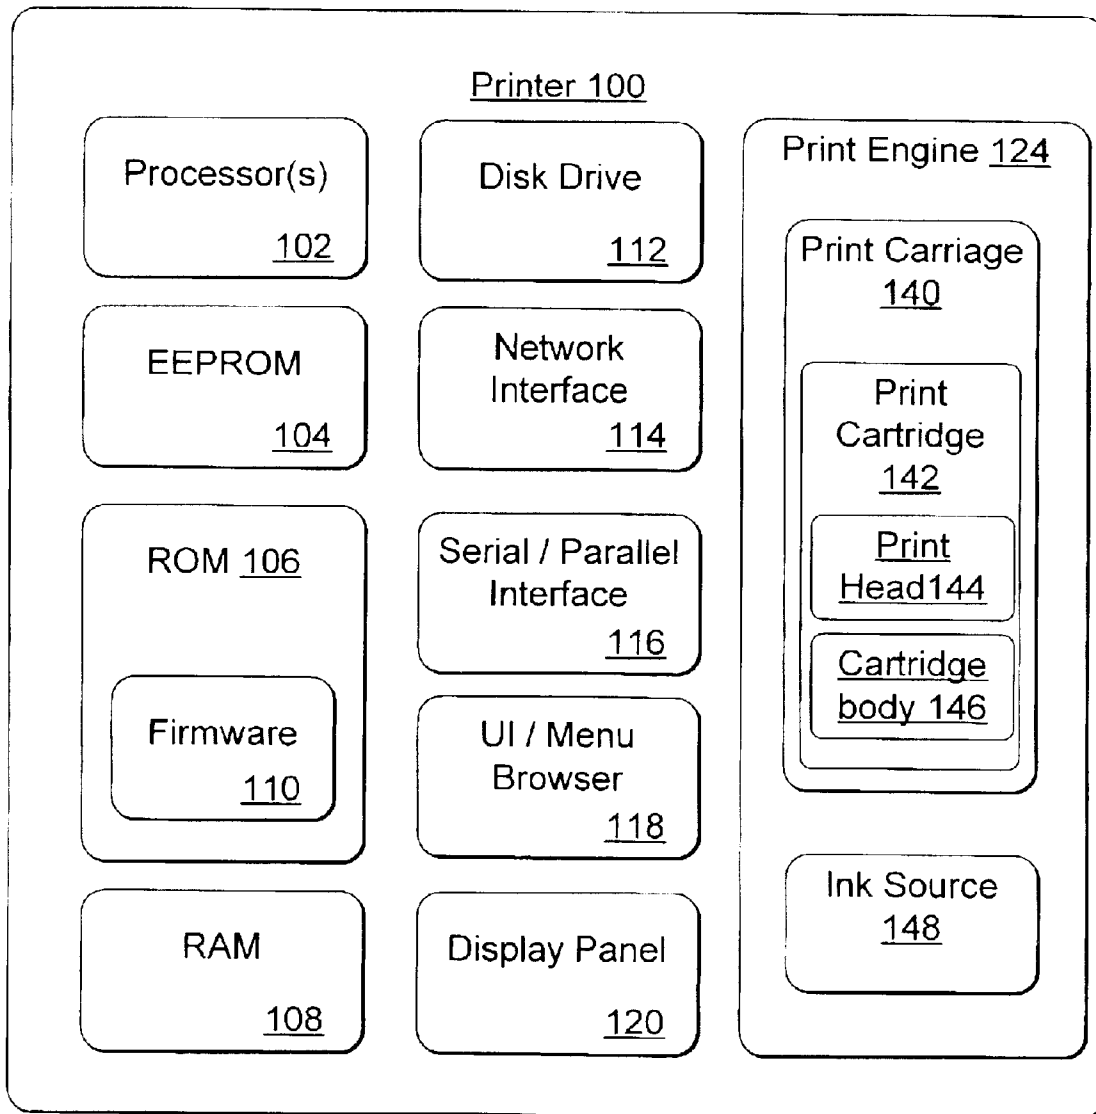 Printer 100
Processor(s)
102
EEPROM
104
ROM 106
Firmware
110
RAM
108
Disk Drive
112
Network
Interface
114
Serial / Parallel
Interface
116
UI / Menu
Browser
118
Display Panel
120
Print Engine 124
Print Carriage
140
Print
Cartridge
142
Print
Head144
Cartridge
body 146
Ink Source
148